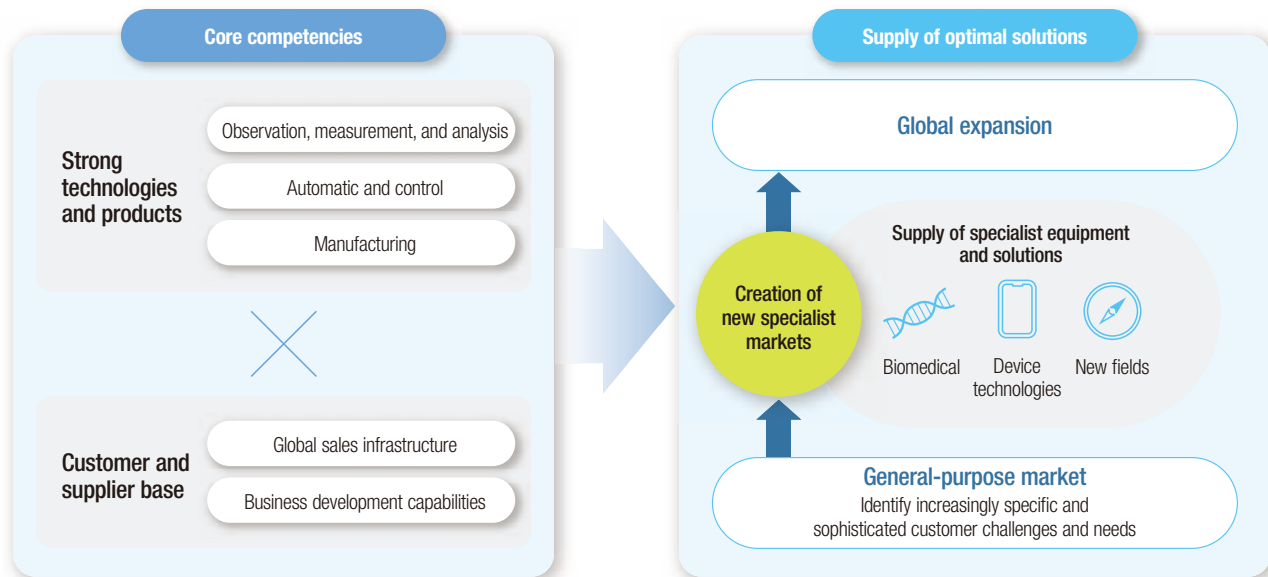 Core competencies
Strong
technologies
and products
Observation, measurement, and analysis
Automatic and control
Manufacturing
Customer and
supplier base
Global sales infrastructure
Business development capabilities
Supply of optimal solutions
Global expansion
Creation of
new specialist
markets
Supply of specialist equipment
and solutions
Biomedical
Device
technologies
New fields
General-purpose market
Identify increasingly specific and
sophisticated customer challenges and needs